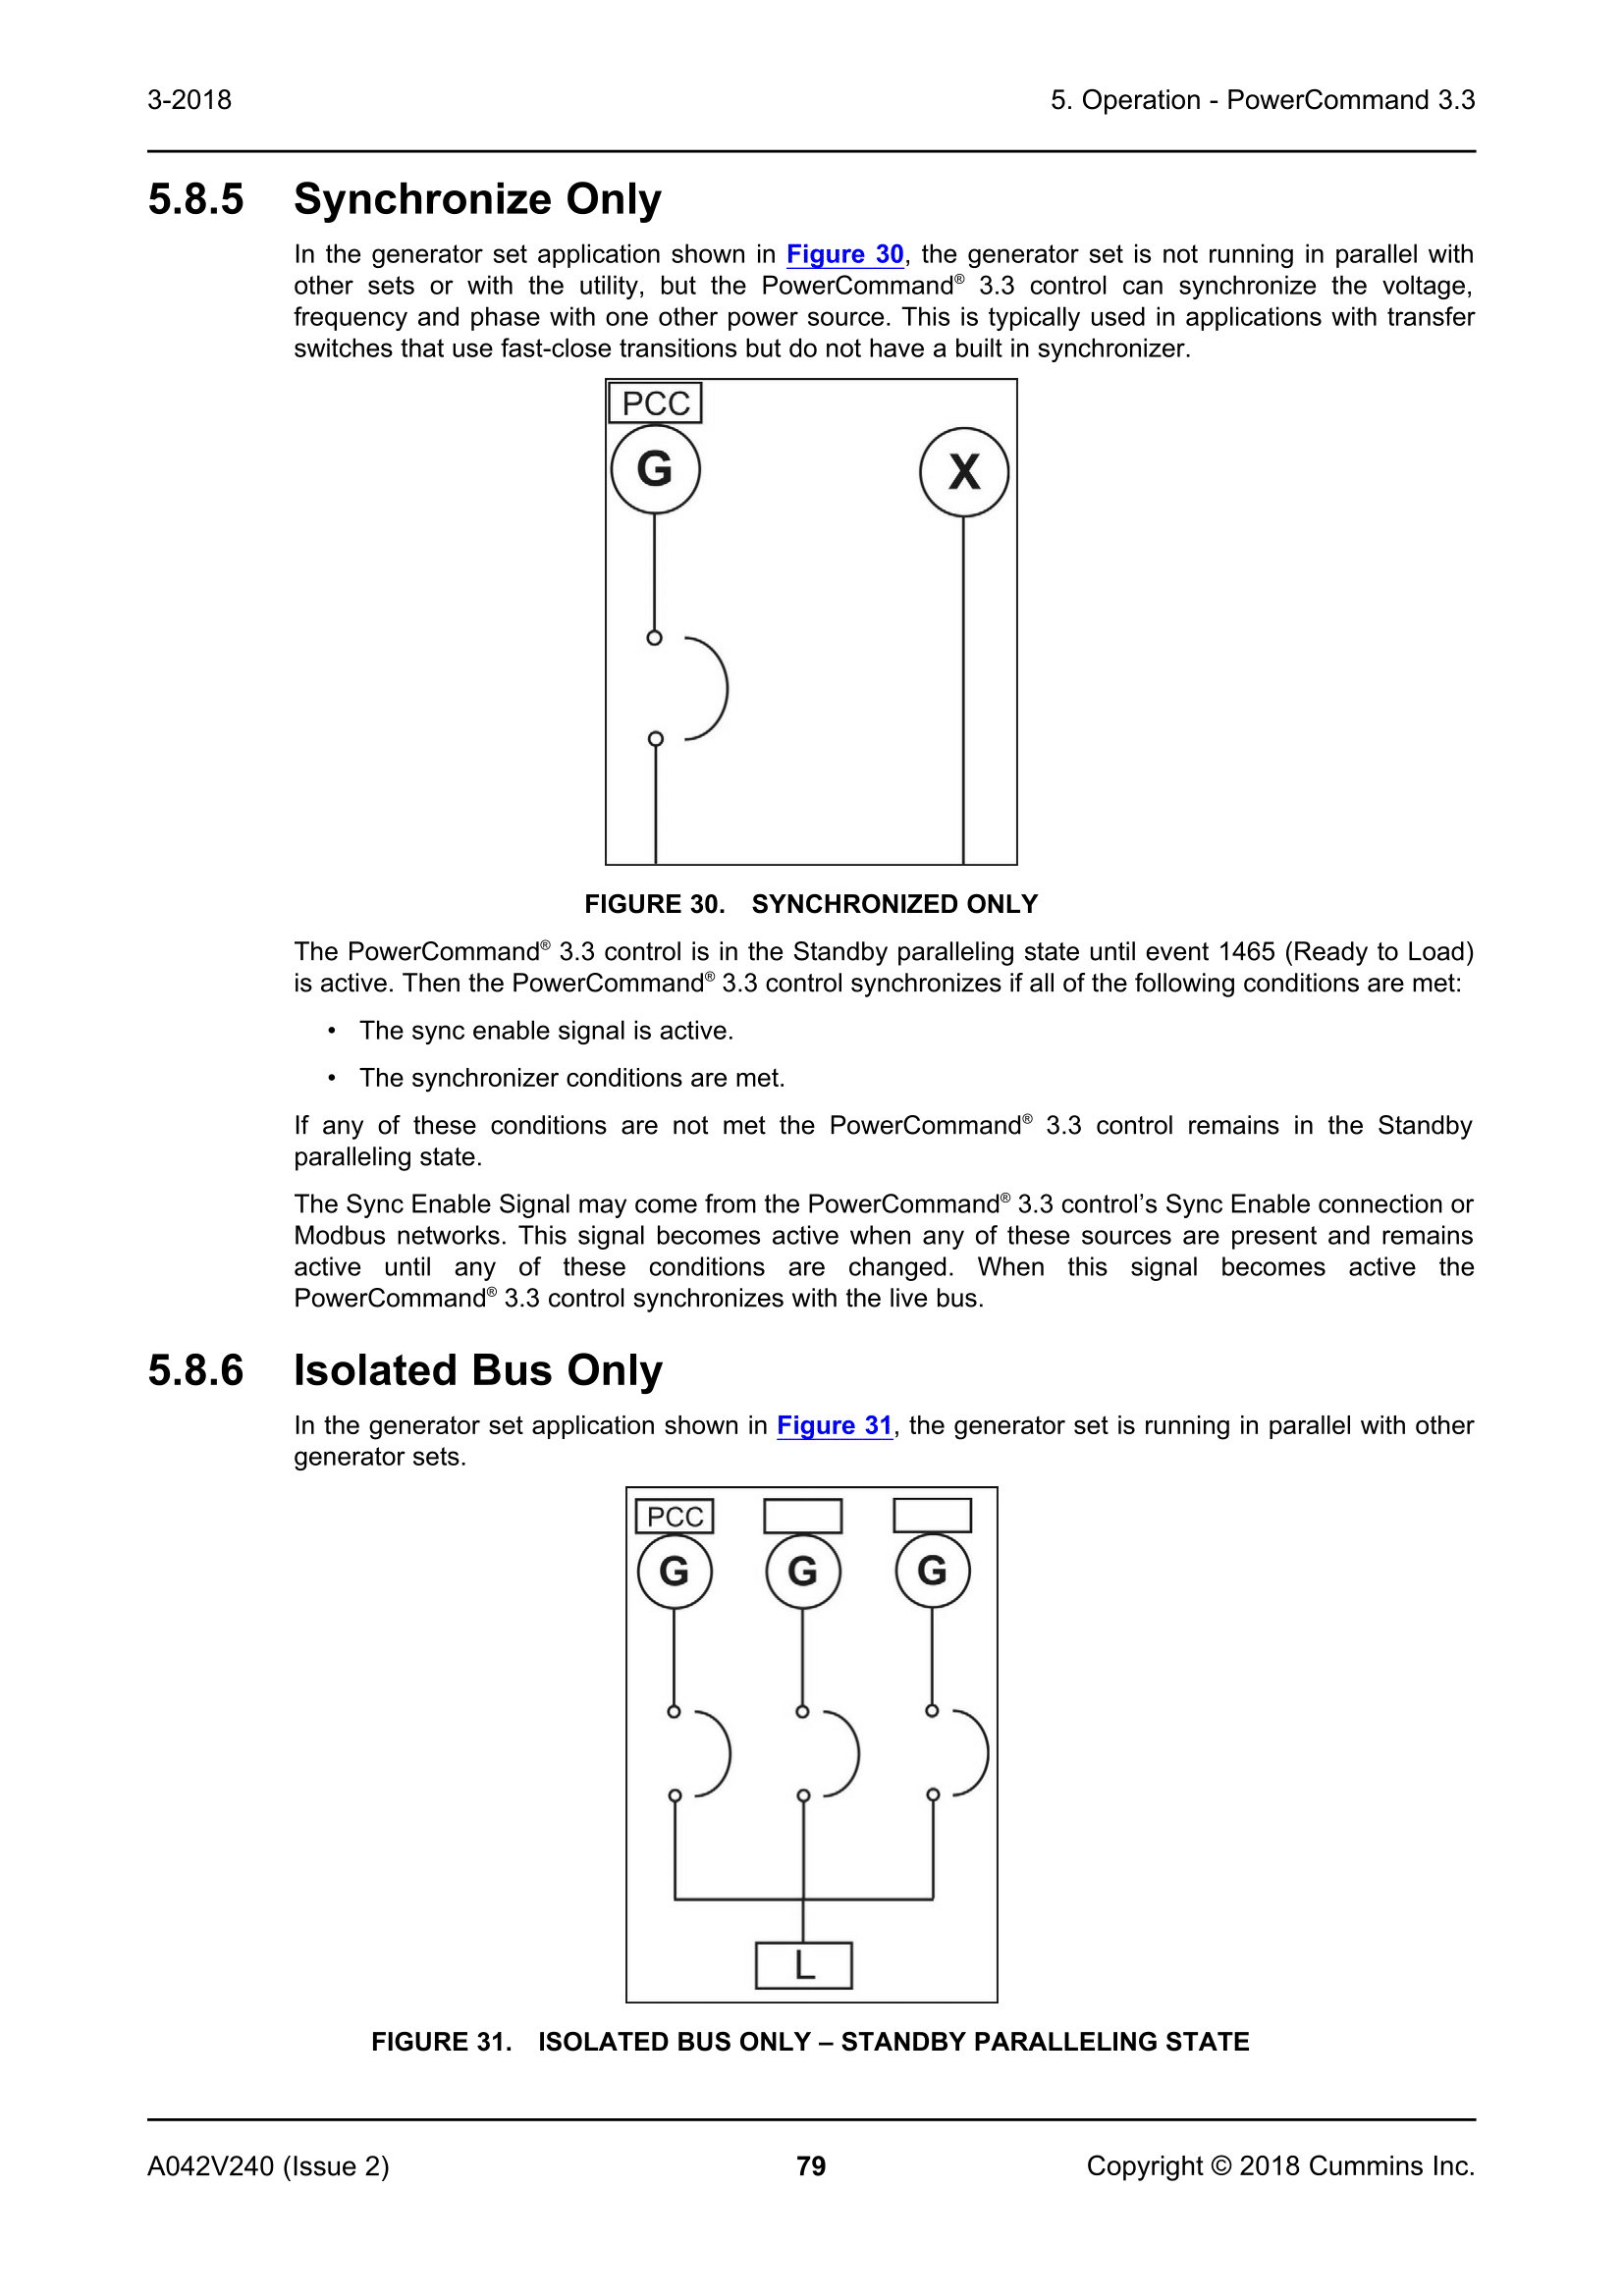 3-2018
5. Operation - PowerCommand 3.3
5.8.5 Synchronize Only
In the generator set application shown in Figure 30, the generator set is not running in parallel with
other sets or with the utility, but the PowerCommand® 3.3 control can synchronize the voltage,
frequency and phase with one other power source. This is typically used in applications with transfer
switches that use fast-close transitions but do not have a built in synchronizer.
PCC
G
X
FIGURE 30. SYNCHRONIZED ONLY
The PowerCommand® 3.3 control is in the Standby paralleling state until event 1465 (Ready to Load)
is active. Then the PowerCommand® 3.3 control synchronizes if all of the following conditions are met:
• The sync enable signal is active.
• The synchronizer conditions are met.
If any of these conditions are not met the PowerCommand® 3.3 control remains in the Standby
paralleling state.
The Sync Enable Signal may come from the PowerCommand® 3.3 control’s Sync Enable connection or
Modbus networks. This signal becomes active when any of these sources are present and remains
active until any of these conditions are changed. When this signal becomes active the
PowerCommand® 3.3 control synchronizes with the live bus.
5.8.6 Isolated Bus Only
In the generator set application shown in Figure 31, the generator set is running in parallel with other
generator sets.
PCC
G G G
L
FIGURE 31. ISOLATED BUS ONLY – STANDBY PARALLELING STATE
A042V240 (Issue 2)
79
Copyright © 2018 Cummins Inc.